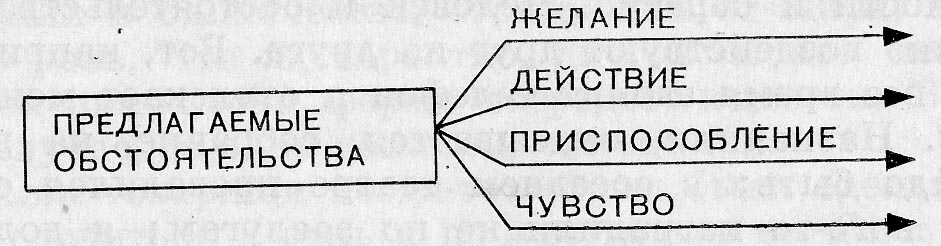 ЖЕЛАНИЕ
ДЕЙСТВИЕ
ПРЕДЛАГАЕМЫЕ
ОБСТОЯТЕЛЬСТВА
ПРИСПОСОБЛЕНИЕ
ЧУВСТВО